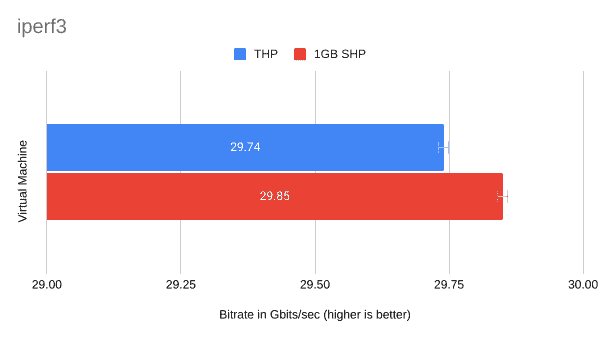 iperf3
THP 1GB SHP
Virtual Machine
29.74
29.85
29.00 29.25 29.50 29.75 30.00
Bitrate in Gbits/sec (higher is better)